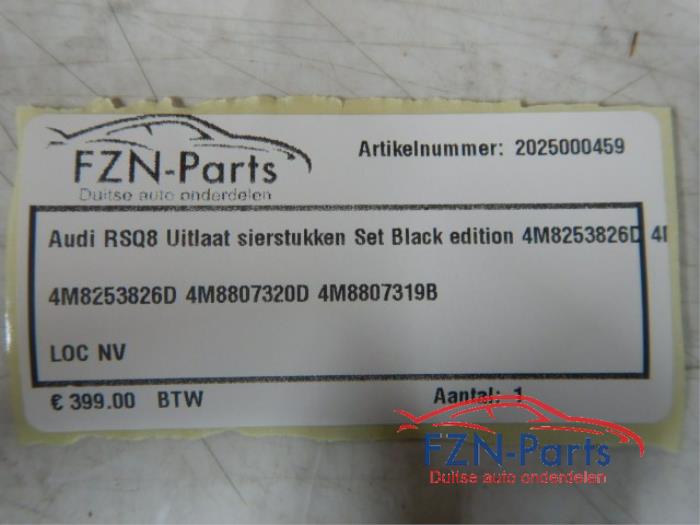 FZN-Parts
Duitse auto onderdelen
Artikelnummer: 2025000459
Audi RSQ8 Uitlaat sierstukken Set Black edition 4M8253826D
4M8253826D 4M8807320D 4M8807319B
LOC NV
€ 399.00 BTW
Aantal: 1
FZN-Parts
Duitse auto onderdelen